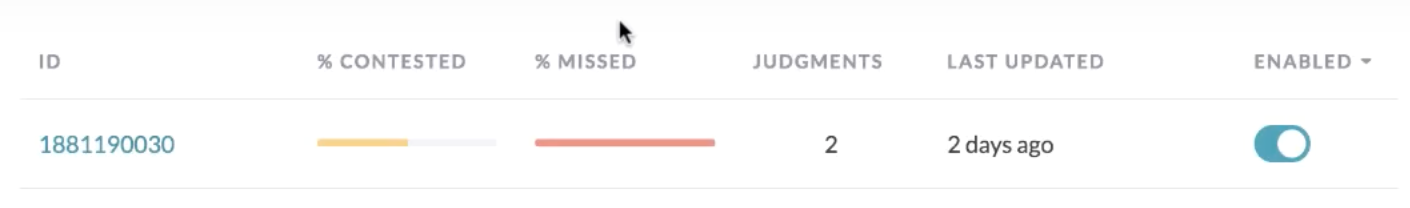 ID % CONTESTED % MISSED JUDGMENTS LAST UPDATED ENABLED
1881190030 2 2 days ago